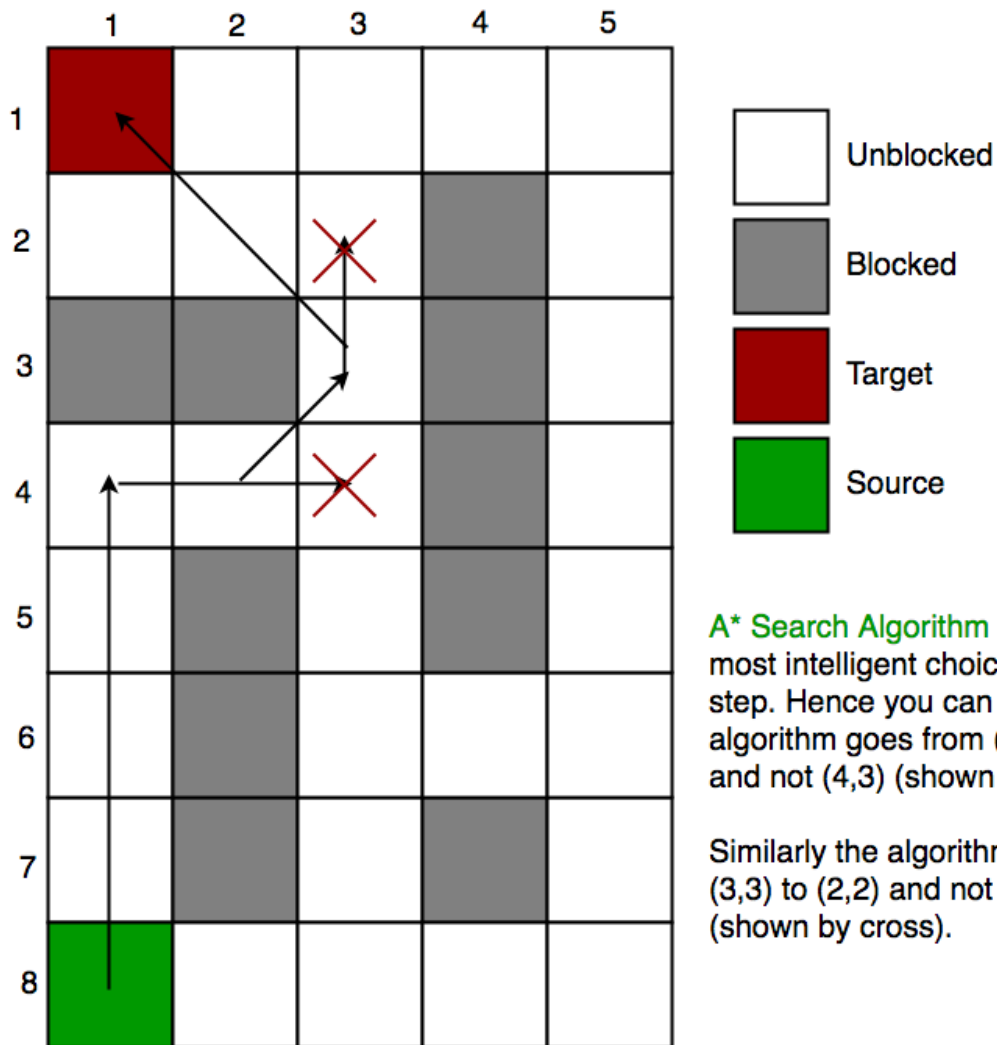 1 2 3 4 5
1
2
3
4
5
6
7
8
Unblocked
Blocked
Target
Source
A* Search Algorithm
most intelligent
step. Hence you can
algorithm goes from (
and not (4,3) (shown
Similarly the
(3,3) to (2,2) and not
(shown by cross).